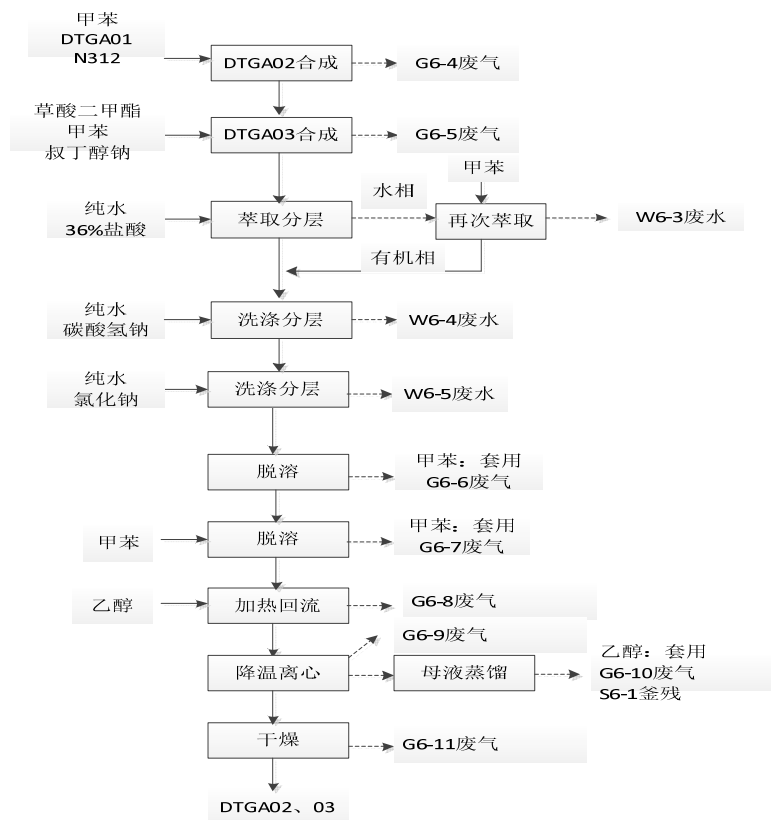 甲苯
DTGA01
N312
DTGA02合成
G6-4废气
草酸二甲酯
甲苯
叔丁醇钠
DTGA03合成
G6-5废气
甲苯
水相
纯水
36%盐酸
萃取分层
再次萃取
W6-3废水
有机相
纯水
碳酸氢钠
洗涤分层
W6-4废水
纯水
氯化钠
洗涤分层
W6-5废水
脱溶
甲苯：套用
G6-6废气
甲苯
脱溶
甲苯：套用
G6-7废气
乙醇
加热回流
G6-8废气
G6-9废气
降温离心
母液蒸馏
乙醇：套用
G6-10废气
S6-1釜残
干燥
G6-11废气
DTGA02、03